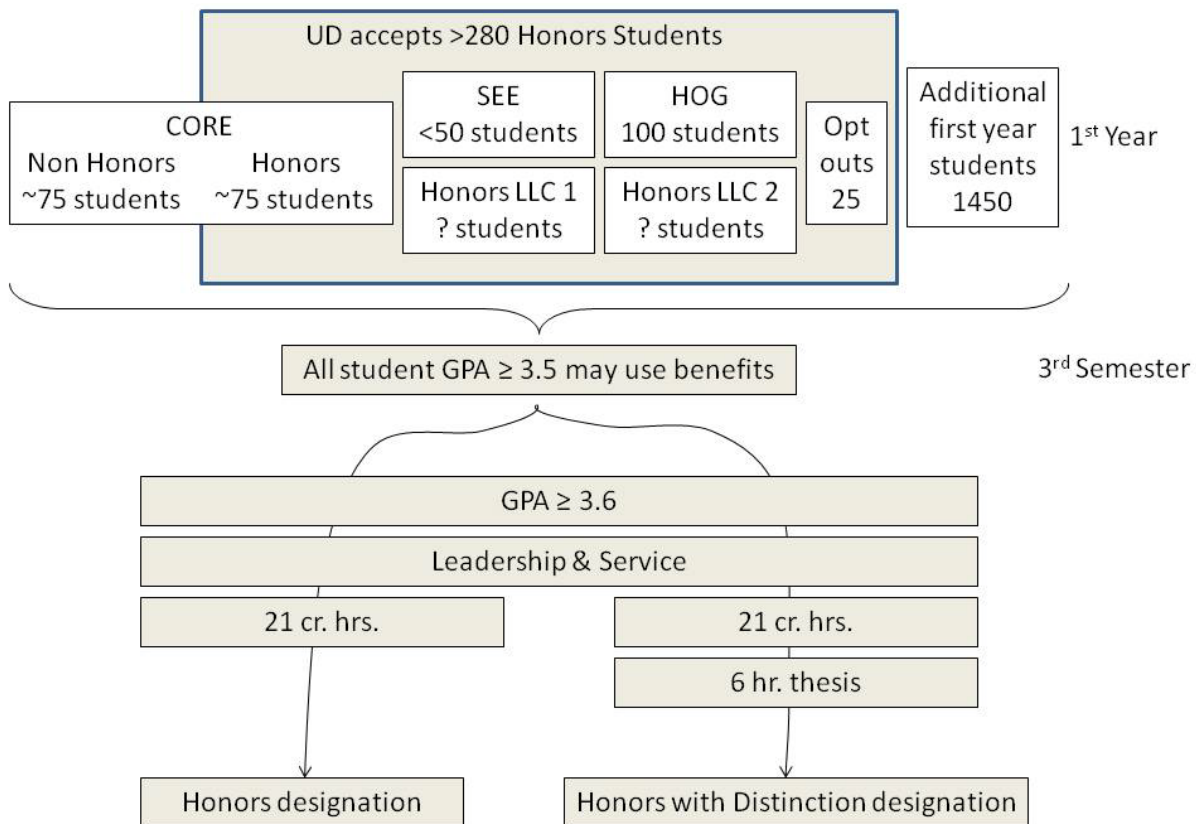 UD accepts >280 Honors Students
CORE
Non Honors
~75 students
Honors
~75 students
SEE
<50 students
HOG
100 students
Honors LLC 1
? students
Honors LLC 2
? students
Opt
outs
25
Additional
first year
students
1450
1st Year
All student GPA ≥ 3.5 may use benefits
3rd Semester
GPA ≥ 3.6
Leadership & Service
21 cr. hrs.
21 cr. hrs.
6 hr. thesis
Honors designation
Honors with Distinction designation